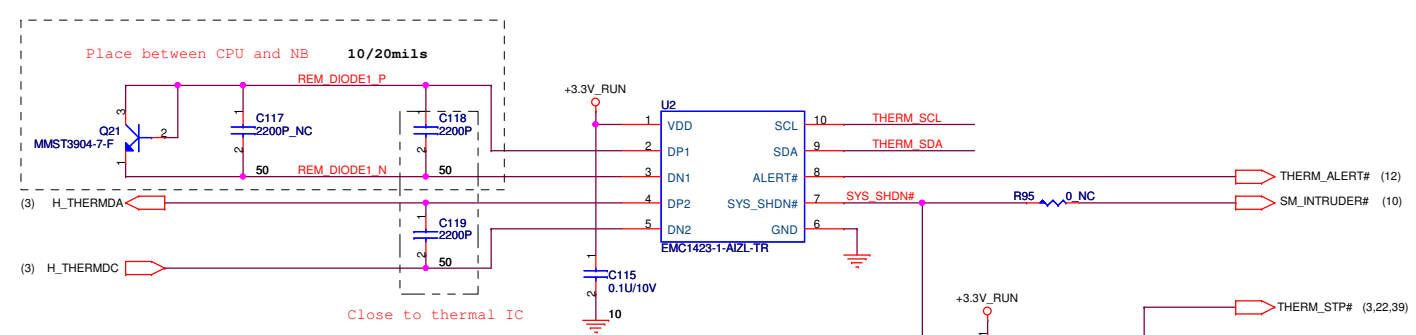 Place between CPU and NB 10/20mils
REM_DIODE1_P
+3.3V_RUN
U2
3
1
1
C117
C118
1
VDD
SCL
10
THERM_SCL
Q21
2
2200P_NC
2200P
MMST3904-7-F
2
2
2
DP1
SDA
9
THERM_SDA
1
50
REM_DIODE1_N
50
3
DN1
ALERT#
8
THERM_ALERT# (12)
(3) H_THERMDA
4
DP2
SYS_SHDN#
7
SYS_SHDN#
R95
0_NC
SM_INTRUDER# (10)
1
C119
2200P
2
5
DN2
GND
6
EMC1423-1-AIZL-TR
(3) H_THERMDC
50
1
C115
0.1U/10V
2
10
Close to thermal IC
+3.3V_RUN
1
THERM_STP# (3,22,39)